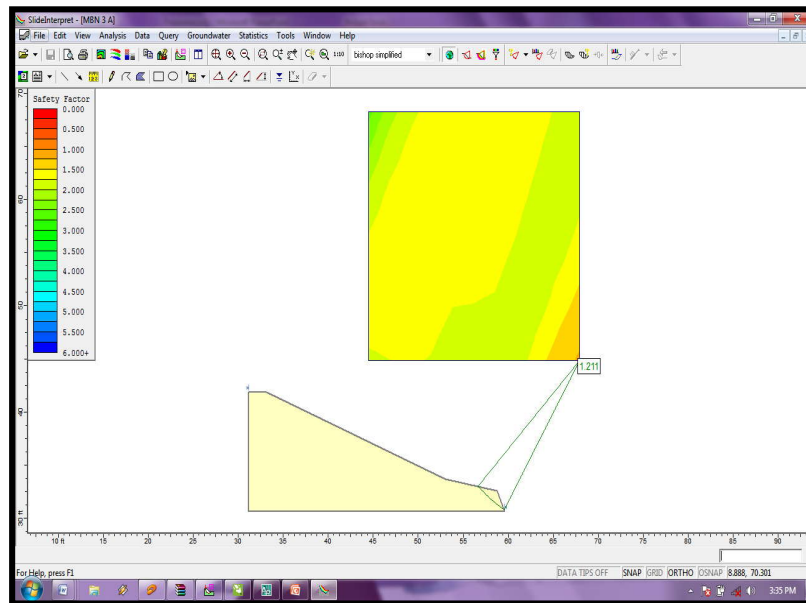 SlideInterpret - [MBN 3 A]
File Edit View Analysis Data Query Groundwater Statistics Tools Window Help
1:10 bishop simplified
Safety Factor
0.000
0.500
1.000
1.500
2.000
2.500
3.000
3.500
4.000
4.500
5.000
5.500
6.000+
70
60
50
40
30 ft
1.211
10 ft 15 20 25 30 35 40 45 50 55 60 65 70 75 80 85 90
For Help, press F1
DATA TIPS OFF SNAP GRID ORTHO OSNAP 8.888, 70.301
3:35 PM